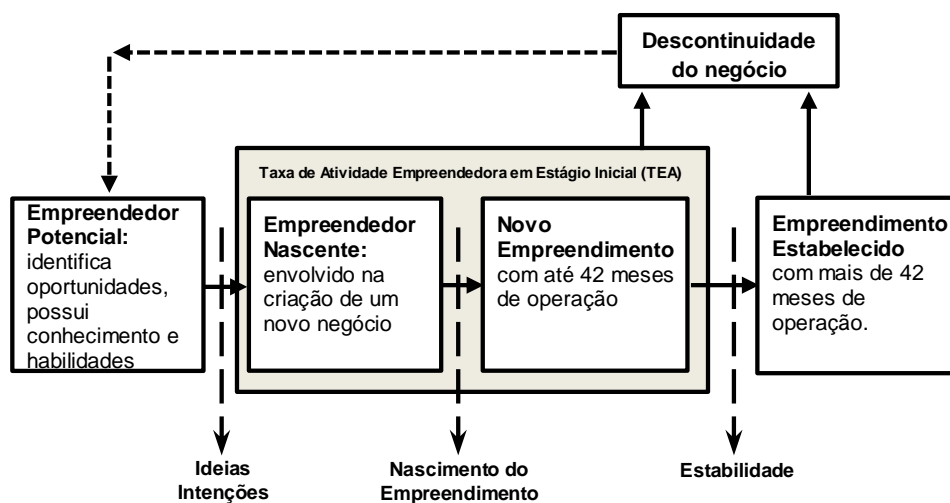 Descontinuidade
do negócio
Taxa de Atividade Empreendedora em Estágio Inicial (TEA)
Empreendedor
Potencial:
identifica
oportunidades,
possui
conhecimento e
habilidades
Empreendedor
Nascente:
envolvido na
criação de um
novo negócio
Novo
Empreendimento
com até 42 meses
de operação
Empreendimento
Estabelecido
com mais de 42
meses de
operação.
Ideias
Intenções
Nascimento do
Empreendimento
Estabilidade